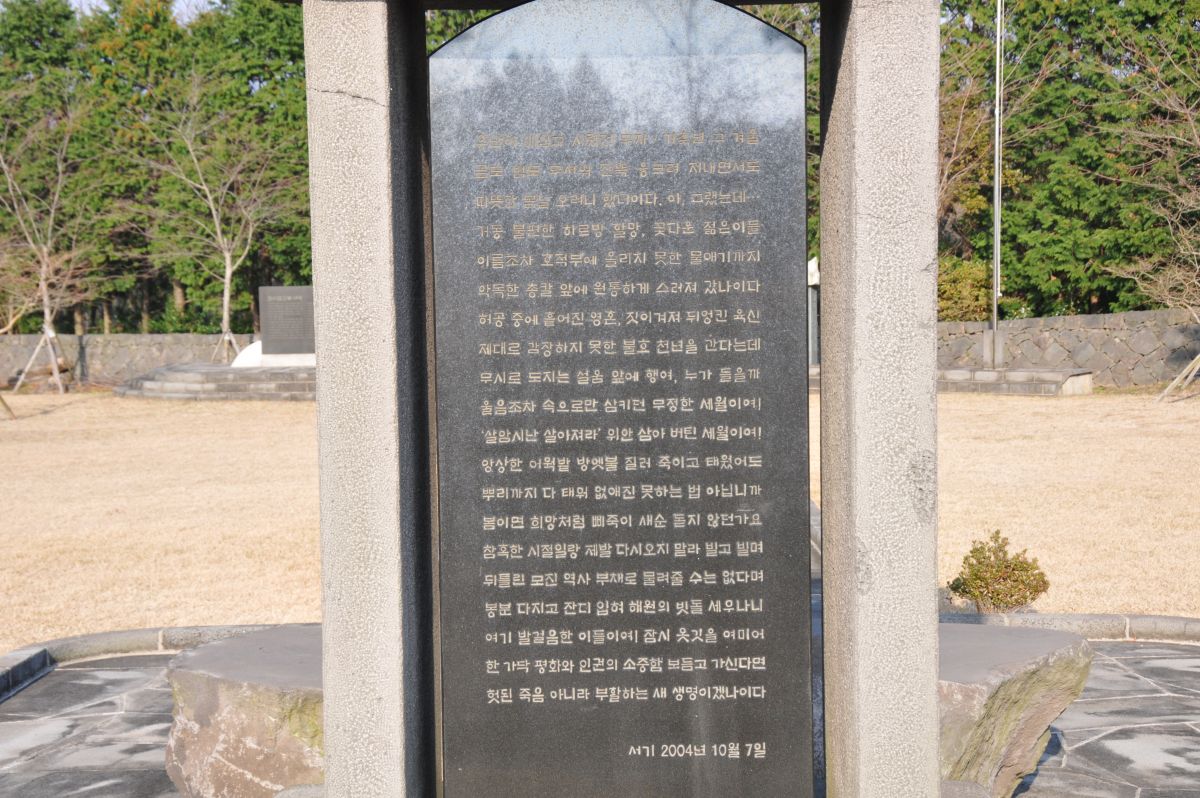 따뜻할 봄날 오려니 했더이다. 아, 그랬는데…
거동 불편한 하르방 할망, 꽃다운 젊은이들
이름조차 호적부에 올리지 못한 물애기까지
악독한 총칼 앞에 원통하게 스러져 갔나이다
허공 중에 흩어진 영혼, 짓이겨져 뒤엉킨 육신
제대로 감장하지 못한 불효 천년을 간다는데
무시로 도지는 설움 앞에 행여, 누가 들을까
울음조차 속으로만 삼키던 무정한 세월이여!
'살암시난 살아져라' 위안 삼아 버틴 세월이여!
앙상한 어웍밭 방엣불 질러 죽이고 태웠어도
뿌리까지 다 태워 없애진 못하는 법 아닙니까
봄이면 희망처럼 삐죽이 새순 돋지 않던가요
참혹한 시절일랑 제발 다시오지 말라 빌고 빌며
뒤틀린 모진 역사 부채로 물려줄 수는 없다며
봉분 다지고 잔디 입혀 해원의 빗돌 세우나니
여기 발걸음한 이들이여! 잠시 옷깃을 여미어
한 가닥 평화와 인권의 소중함 보듬고 가신다면
헛된 죽음 아니라 부활하는 새 생명이겠나이다
서기 2004년 10월 7일